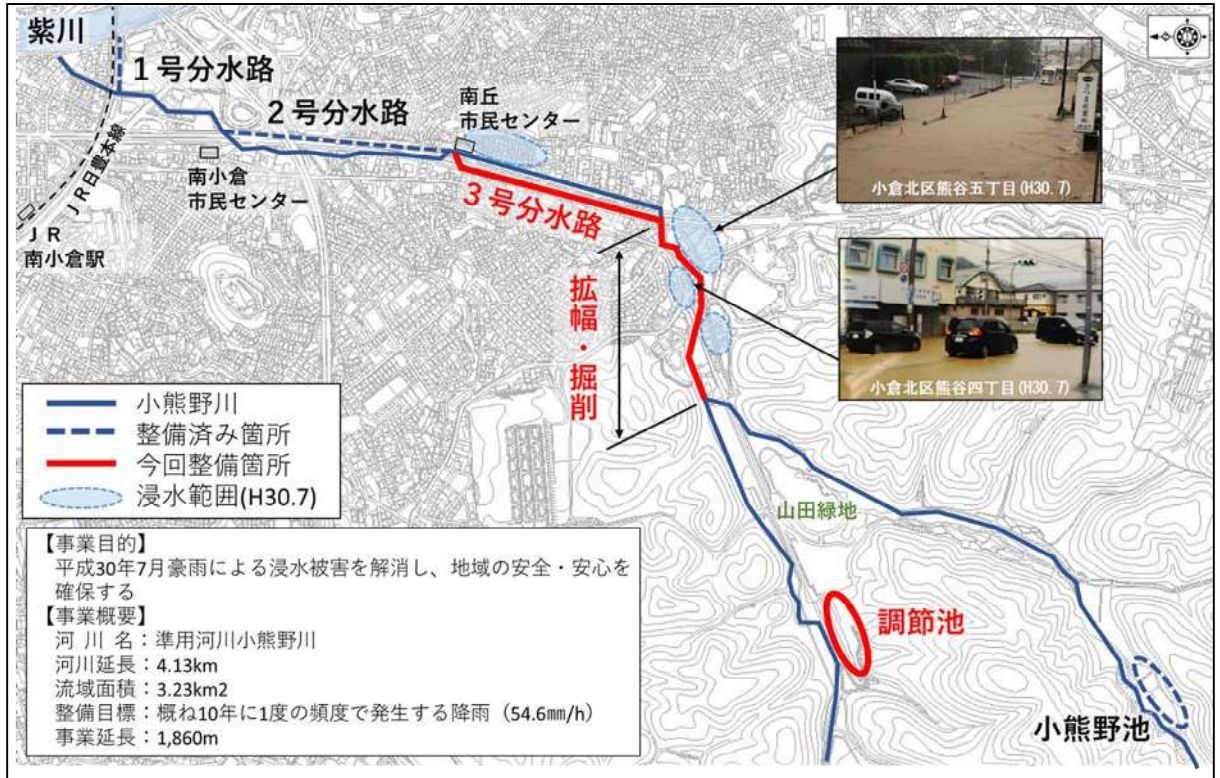 紫川
1号分水路
2号分水路
南丘
市民センター
南小倉
市民センター
JR日豊本線
JR
南小倉駅
3号分水路
拡幅・掘削
小倉北区熊谷五丁目(H30.7)
小倉北区熊谷四丁目(H30.7)
小熊野川
整備済み箇所
今回整備箇所
浸水範囲(H30.7)
山田緑地
調節池
小熊野池
【事業目的】
平成30年7月豪雨による浸水被害を解消し、地域の安全・安心を
確保する
【事業概要】
河川名：準用河川小熊野川
河川延長：4.13km
流域面積：3.23km2
整備目標：概ね10年に1度の頻度で発生する降雨（54.6㎜/h）
事業延長：1,860m